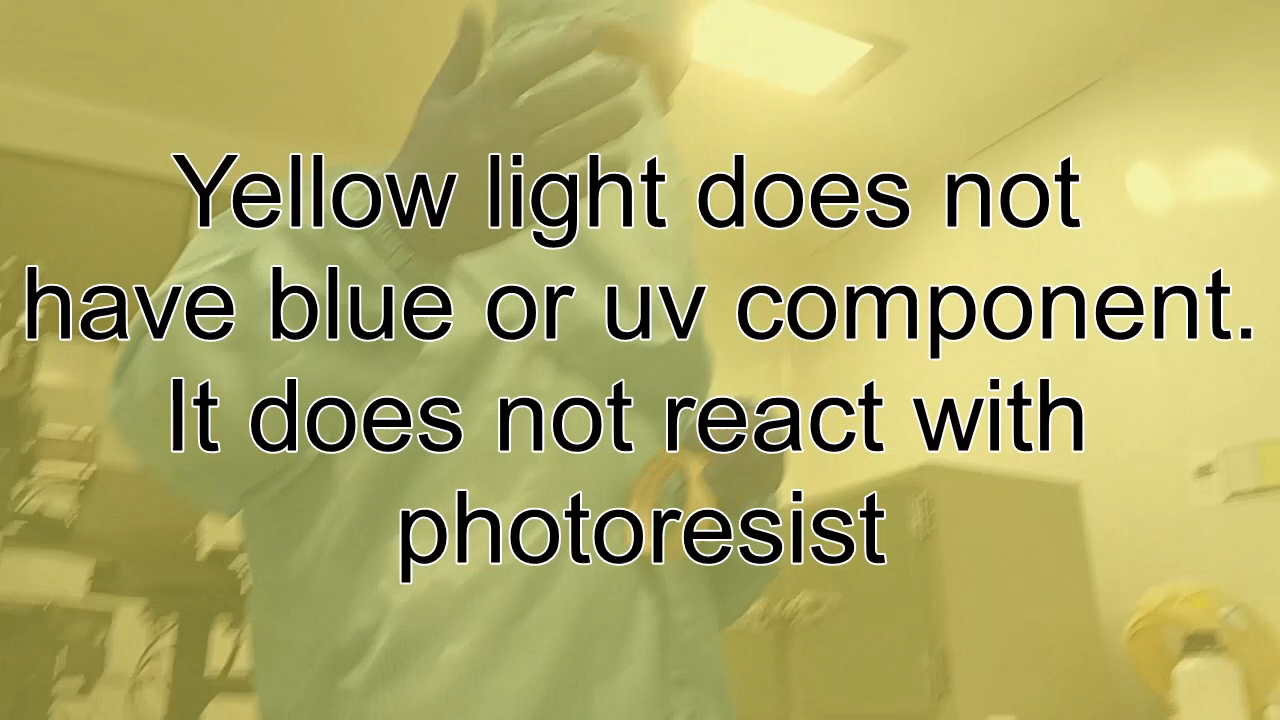 Yellow light does not
have blue or uv component.
It does not react with
photoresist